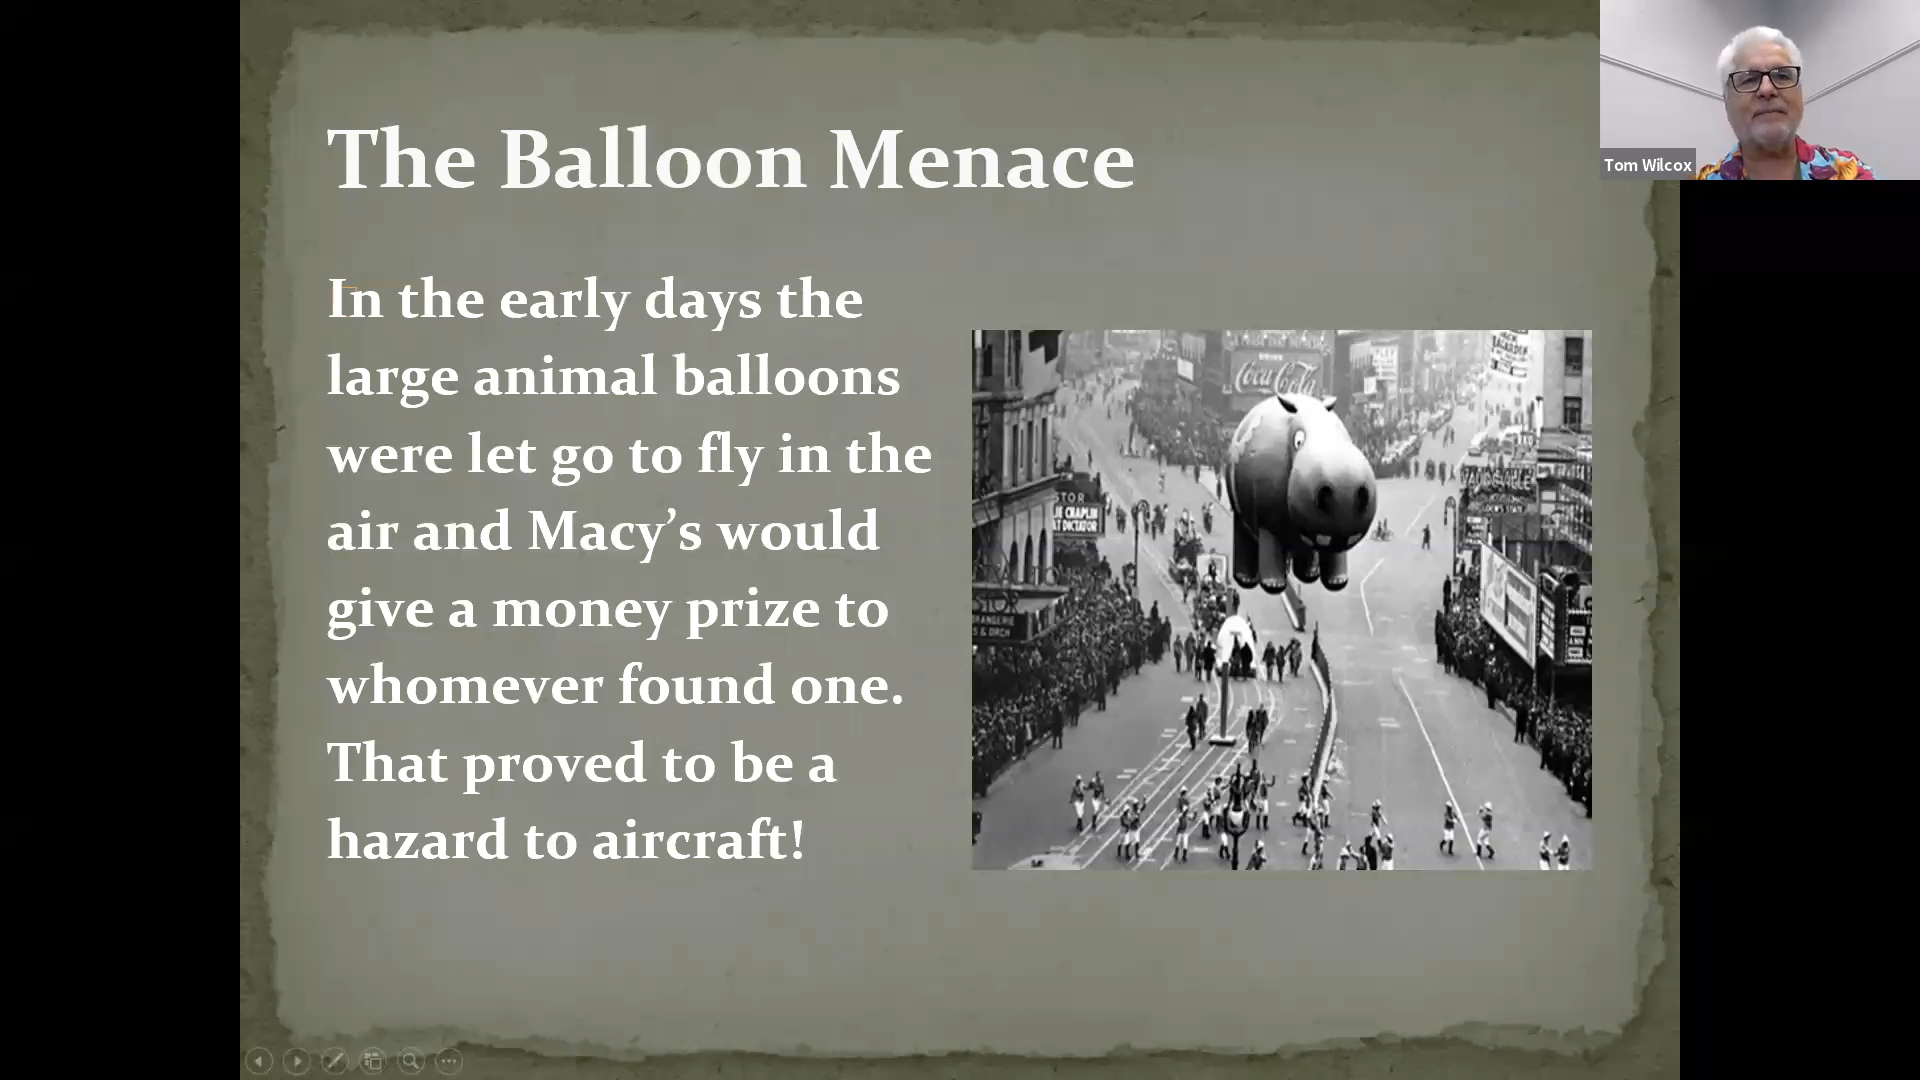 The Balloon Menace
In the early days the
large animal balloons
were let go to fly in the
air and Macy’s would
give a money prize to
whomever found one.
That proved to be a
hazard to aircraft!
Tom Wilcox
Coca-Cola
VAUDEVILLE